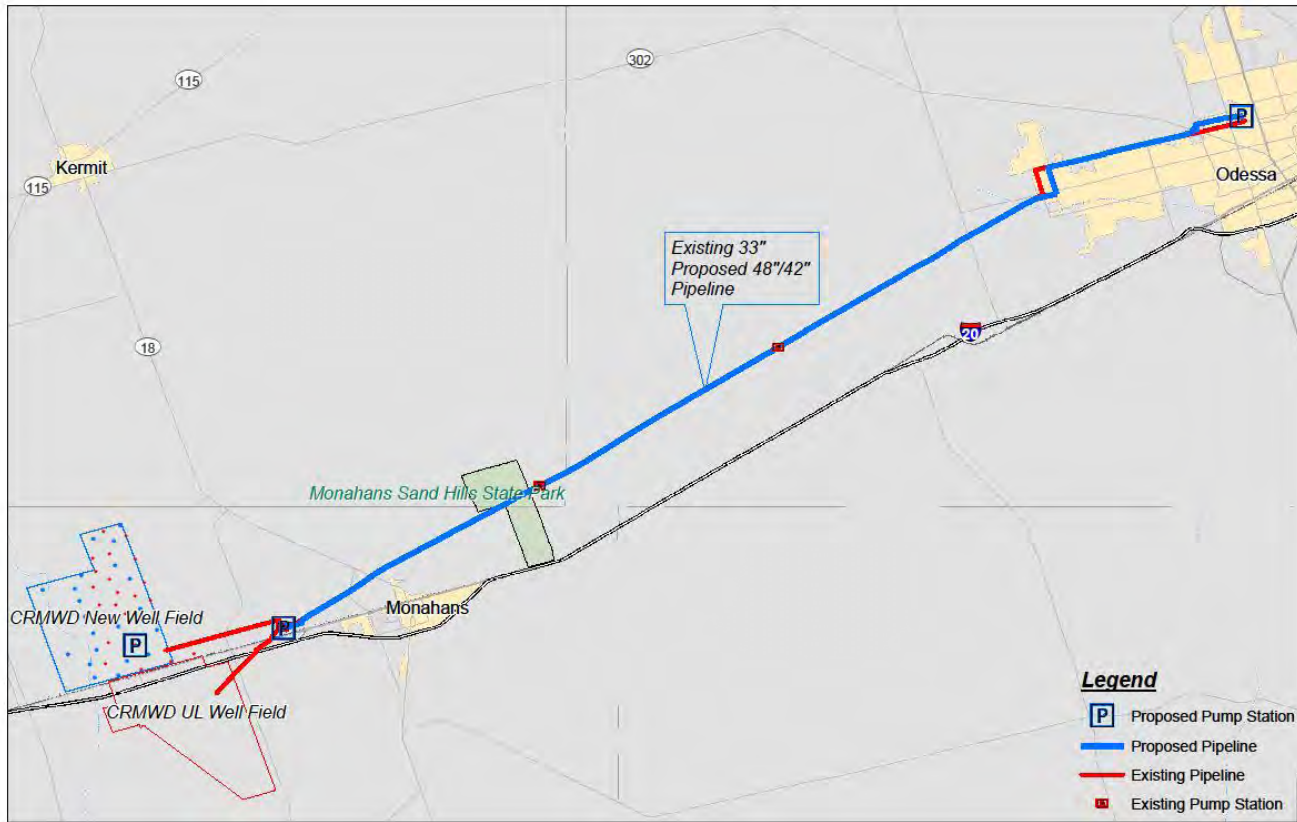 302
115
P
Kermit
Odessa
115
Existing 33"
Proposed 48"/42"
Pipeline
20
18
Monahans Sand Hills State Park
CRMWD New Well Field
Monahans
P
P
CRMWD UL Well Field
Legend
P Proposed Pump Station
Proposed Pipeline
Existing Pipeline
Existing Pump Station